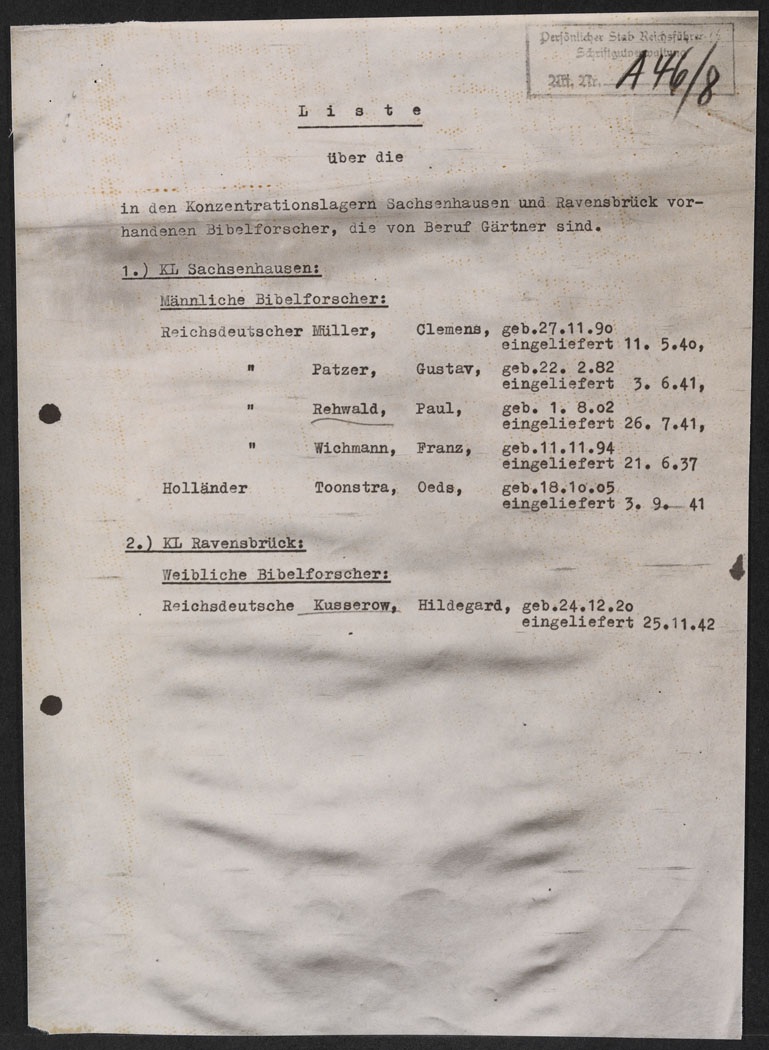 Persönlicher Stab Reichsführer-SS
Schriftgutverwaltung
Akt. Nr. A46/8
L i s t e
über die
in den Konzentrationslagern Sachsenhausen und Ravensbrück vor-
handenen Bibelforscher, die von Beruf Gärtner sind.
1.) KL Sachsenhausen:
Männliche Bibelforscher:
Reichsdeutscher Müller, Clemens, geb.27.11.9o
eingeliefert 11. 5.4o,
" Patzer, Gustav, geb.22. 2.82
eingeliefert 3. 6.41,
" Rehwald, Paul, geb. 1. 8.o2
eingeliefert 26. 7.41,
" Wichmann, Franz, geb.11.11.94
eingeliefert 21. 6.37
Holländer Toonstra, Oeds, geb.18.1o.o5
eingeliefert 3. 9. 41
2.) KL Ravensbrück:
Weibliche Bibelforscher:
Reichsdeutsche Kusserow, Hildegard, geb.24.12.2o
eingeliefert 25.11.42